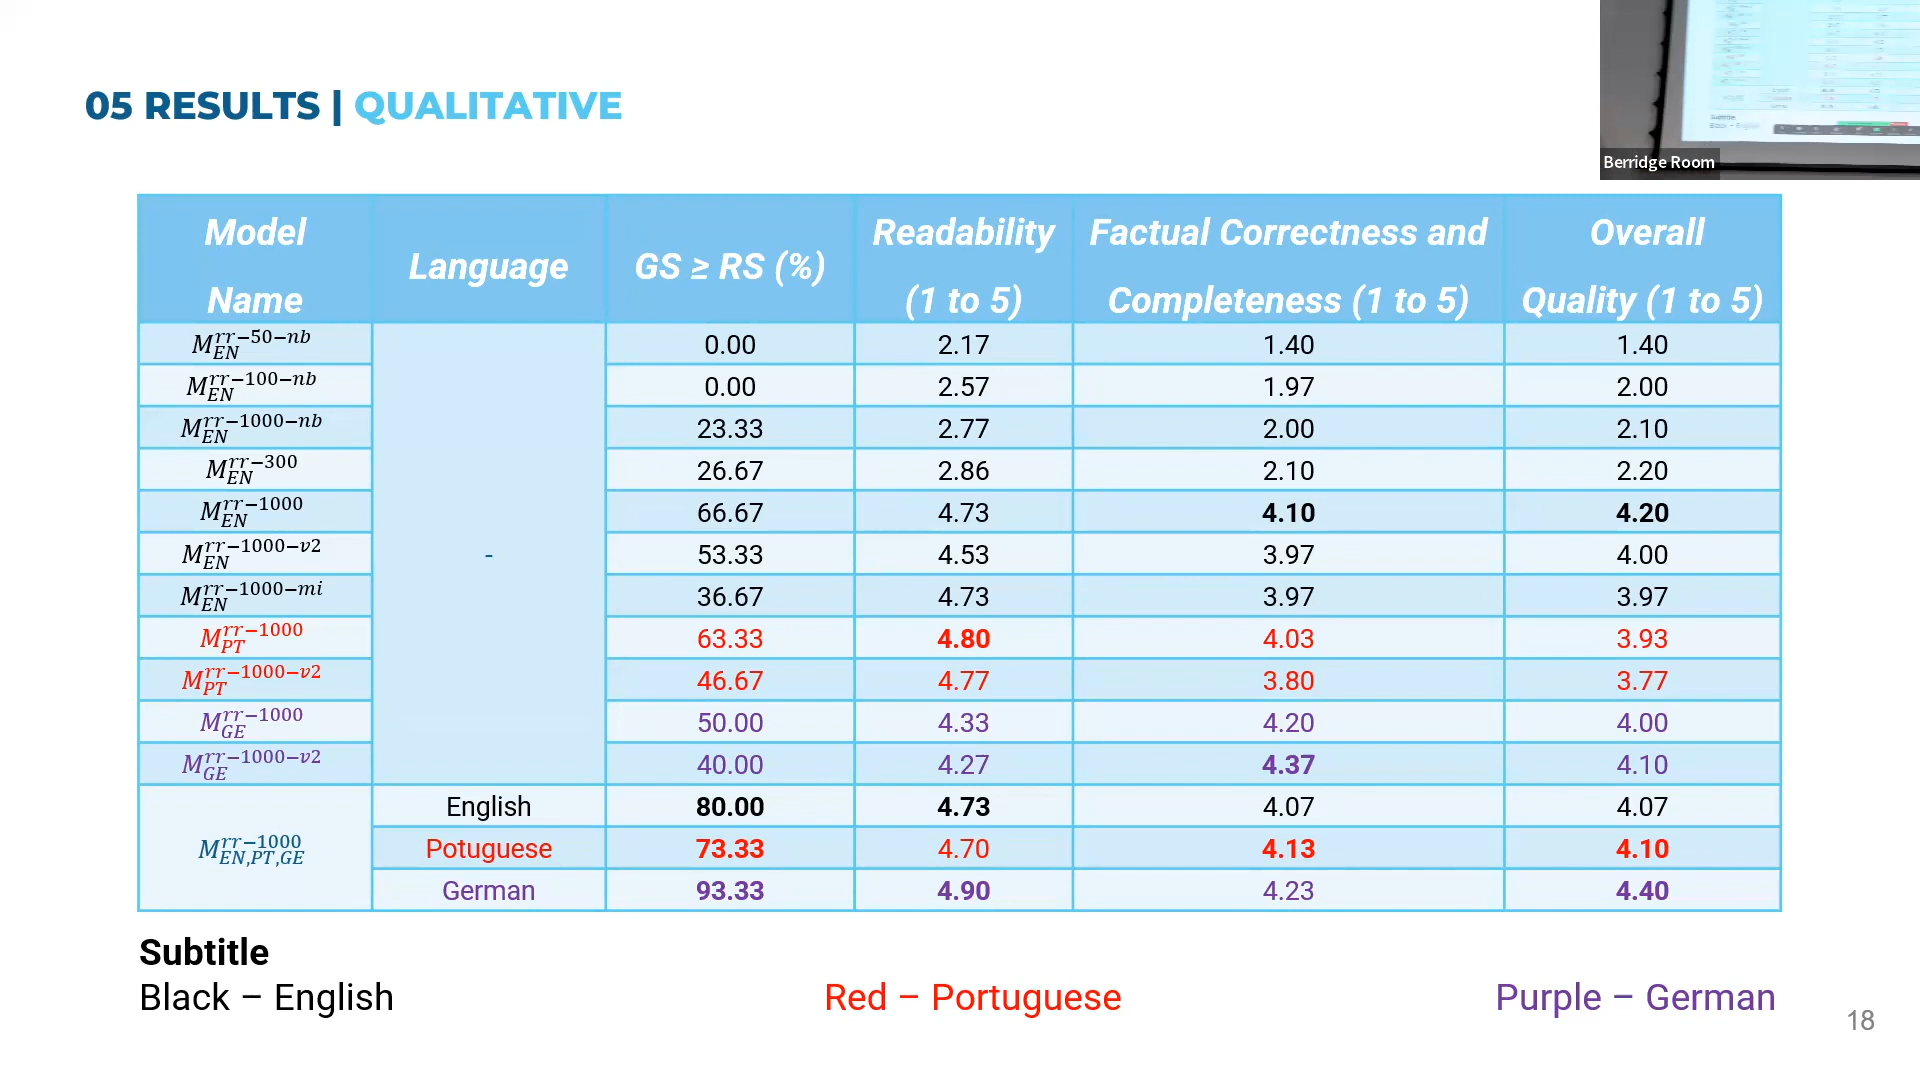 05 RESULTS | QUALITATIVE
Berridge Room
Model Name Language GS ≥ RS (%) Readability (1 to 5) Factual Correctness and Completeness (1 to 5) Overall Quality (1 to 5)
M_EN^rr−50−nb 0.00 2.17 1.40 1.40
M_EN^rr−100−nb 0.00 2.57 1.97 2.00
M_EN^rr−1000−nb 23.33 2.77 2.00 2.10
M_EN^rr−300 26.67 2.86 2.10 2.20
M_EN^rr−1000 66.67 4.73 4.10 4.20
M_EN^rr−1000−v2 - 53.33 4.53 3.97 4.00
M_EN^rr−1000−mi 36.67 4.73 3.97 3.97
M_PT^rr−1000 63.33 4.80 4.03 3.93
M_PT^rr−1000−v2 46.67 4.77 3.80 3.77
M_GE^rr−1000 50.00 4.33 4.20 4.00
M_GE^rr−1000−v2 40.00 4.27 4.37 4.10
English 80.00 4.73 4.07 4.07
M_EN,PT,GE^rr−1000 Potuguese 73.33 4.70 4.13 4.10
German 93.33 4.90 4.23 4.40
Subtitle
Black – English Red – Portuguese Purple – German
18